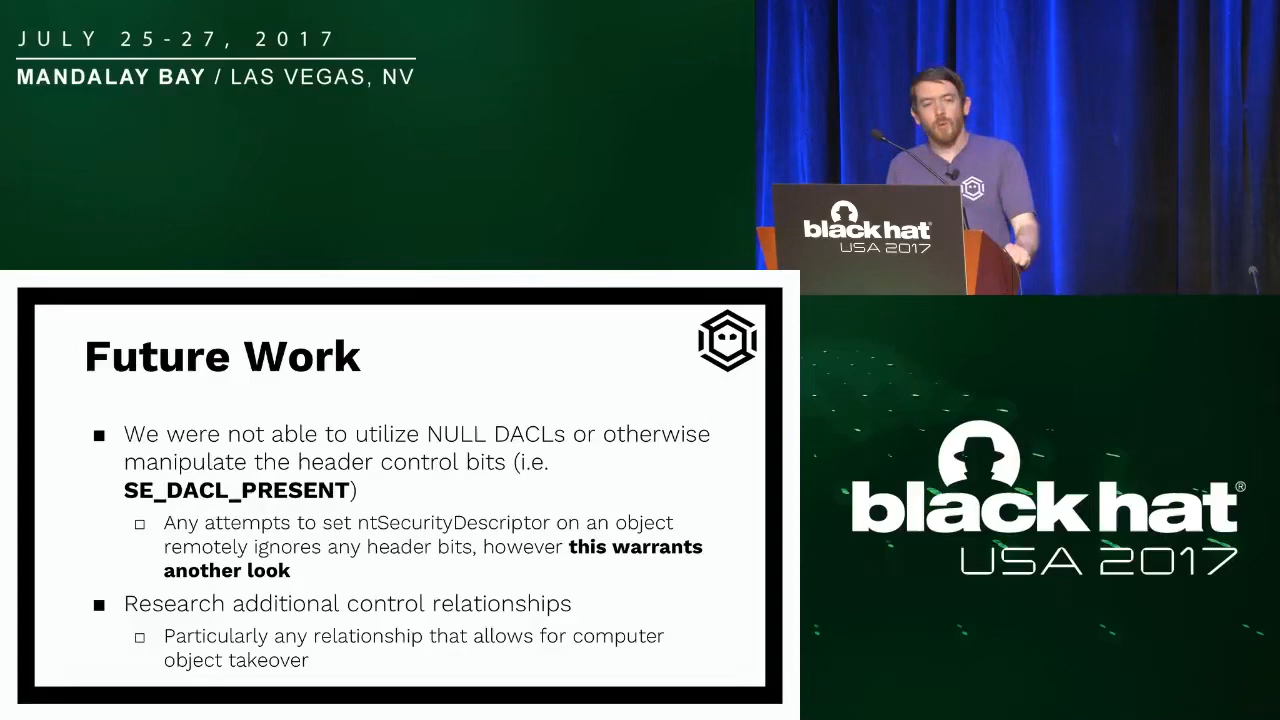 JULY 25-27, 2017
MANDALAY BAY / LAS VEGAS, NV
black hat®
USA 2017
Future Work
■ We were not able to utilize NULL DACLs or otherwise
manipulate the header control bits (i.e.
SE_DACL_PRESENT)
□ Any attempts to set ntSecurityDescriptor on an object
remotely ignores any header bits, however this warrants
another look
■ Research additional control relationships
□ Particularly any relationship that allows for computer
object takeover
black hat®
USA 2017